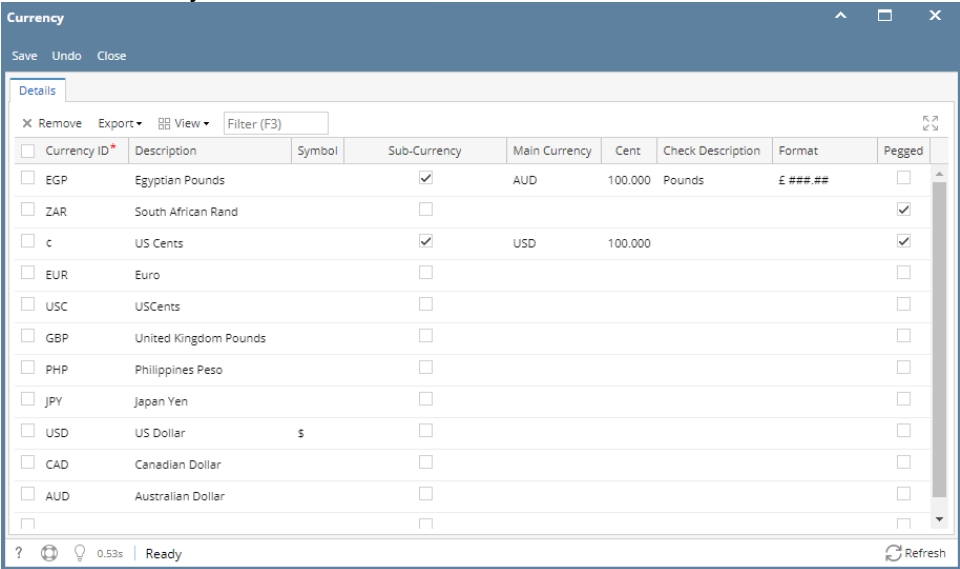 Currency
Save Undo Close
Details
Remove Export View Filter (F3)
Currency ID* Description Symbol Sub-Currency Main Currency Cent Check Description Format Pegged
EGP Egyptian Pounds AUD 100.000 Pounds £ ###.##
ZAR South African Rand
c US Cents USD 100.000
EUR Euro
USC USCents
GBP United Kingdom Pounds
PHP Philippines Peso
JPY Japan Yen
USD US Dollar $
CAD Canadian Dollar
AUD Australian Dollar
? 0.53s Ready Refresh